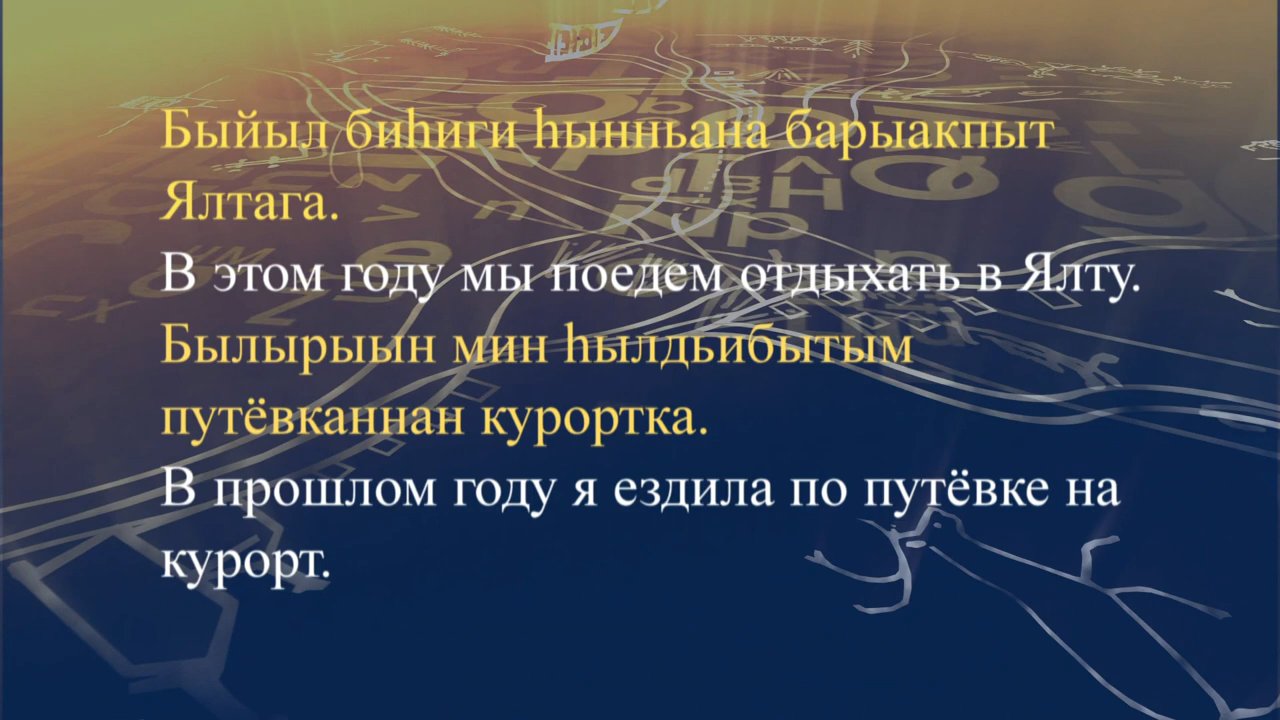 Быйыл биһиги һынньана барыакпыт
Ялтага.
В этом году мы поедем отдыхать в Ялту.
Былырыын мин һылдьибытым
путёвканнан курортка.
В прошлом году я ездила по путёвке на
курорт.